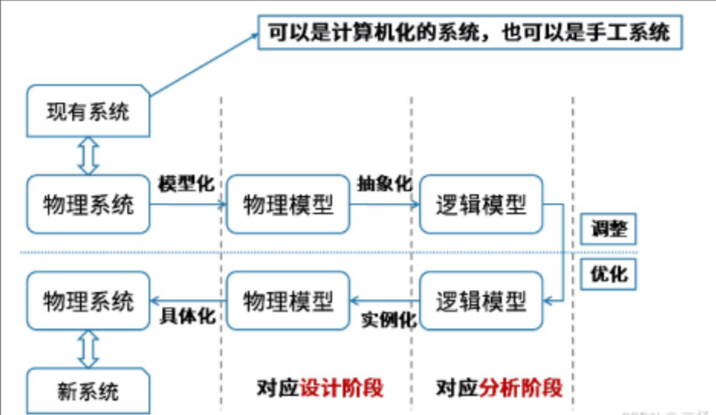 可以是计算机化的系统，也可以是手工系统
现有系统
模型化
抽象化
物理系统
物理模型
逻辑模型
调整
优化
物理系统
物理模型
逻辑模型
具体化
实例化
新系统
对应设计阶段
对应分析阶段